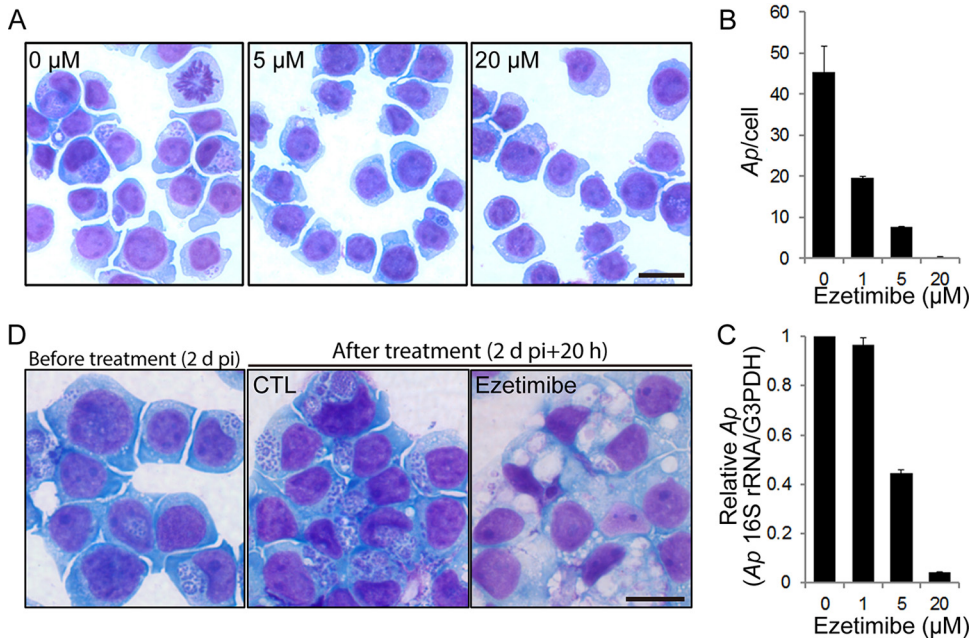 A
0 µM
5 µM
20 µM
B
Ap/cell
60
50
40
30
20
10
0
0 1 5 20
Ezetimibe (µM)
D
Before treatment (2 d pi)
After treatment (2 d pi+20 h)
CTL
Ezetimibe
C
Relative Ap
(Ap 16S rRNA/G3PDH)
1
0.8
0.6
0.4
0.2
0
0 1 5 20
Ezetimibe (µM)